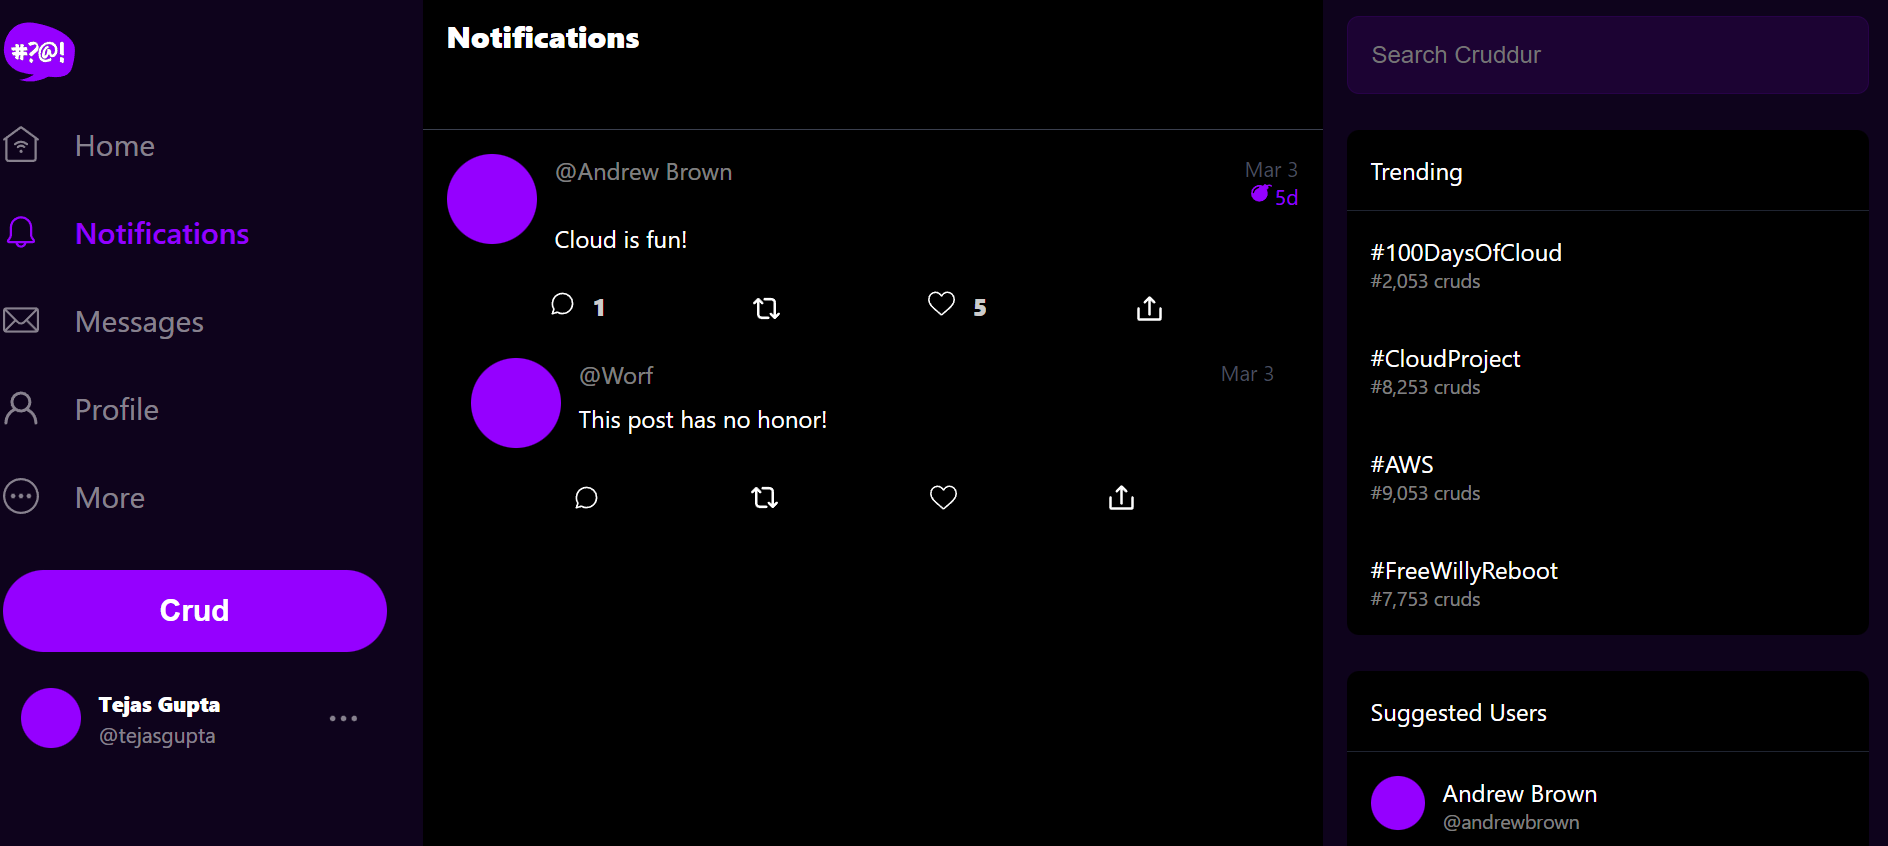 #?@!
Home
Notifications
Messages
Profile
More
Crud
Tejas Gupta
@tejasgupta
Notifications
@Andrew Brown
Mar 3
5d
Cloud is fun!
1
5
@Worf
Mar 3
This post has no honor!
Search Cruddur
Trending
#100DaysOfCloud
#2,053 cruds
#CloudProject
#8,253 cruds
#AWS
#9,053 cruds
#FreeWillyReboot
#7,753 cruds
Suggested Users
Andrew Brown
@andrewbrown